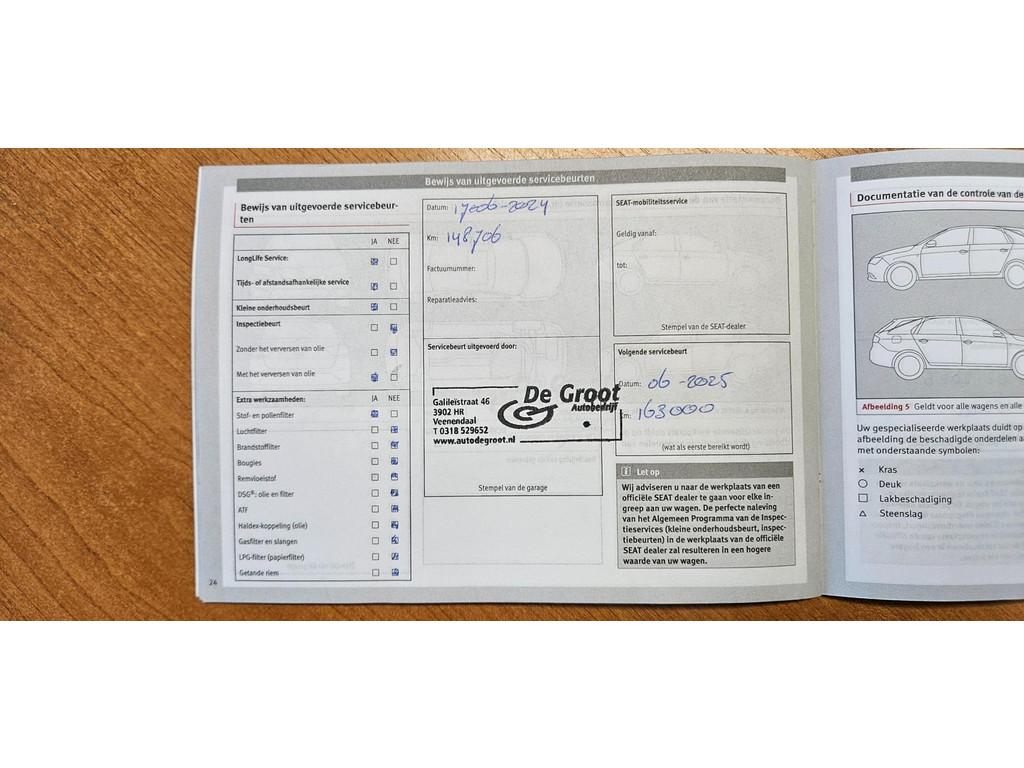 Bewijs van uitgevoerde servicebeurten
Bewijs van uitgevoerde servicebeur-
ten
JA NEE
LongLife Service:
Tijds- of afstandsafhankelijke service
Kleine onderhoudsbeurt
Inspectiebeurt
Zonder het verversen van olie
Met het verversen van olie
Extra werkzaamheden: JA NEE
Stof- en pollenfilter
Luchtfilter
Brandstoffilter
Bougies
Remvloeistof
DSG®: olie en filter
ATF
Haldex-koppeling (olie)
Gasfilter en slangen
LPG-filter (papierfilter)
Getande riem
26
Datum: 17-06-2024
Km: 148706
Factuurnummer:
Reparatieadvies:
Servicebeurt uitgevoerd door:
De Groot
Autobedrijf
Galileïstraat 46
3902 HR
Veenendaal
T 0318 529652
www.autodegroot.nl
Stempel van de garage
SEAT-mobiliteitsservice
Geldig vanaf:
tot:
Stempel van de SEAT-dealer
Volgende servicebeurt
Datum: 06-2025
Km: 163000
(wat als eerste bereikt wordt)
i Let op
Wij adviseren u naar de werkplaats van een
officiële SEAT dealer te gaan voor elke in-
greep aan uw wagen. De perfecte naleving
van het Algemeen Programma van de Inspec-
tieservices (kleine onderhoudsbeurt, inspec-
tiebeurten) in de werkplaats van de officiële
SEAT dealer zal resulteren in een hogere
waarde van uw wagen.
Documentatie van de controle van de
Afbeelding 5 Geldt voor alle wagens en alle
Uw gespecialiseerde werkplaats duidt op
afbeelding de beschadigde onderdelen a
met onderstaande symbolen:
× Kras
○ Deuk
□ Lakbeschadiging
△ Steenslag